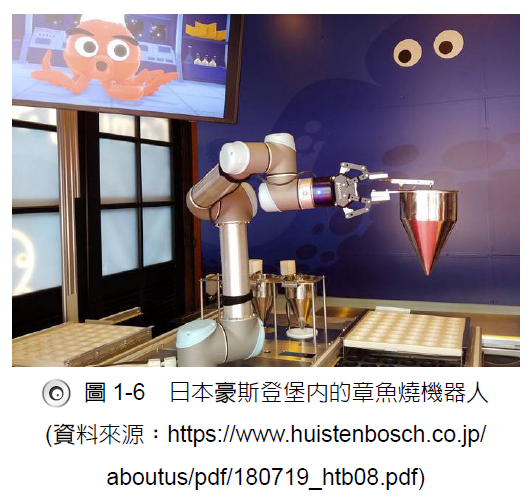 圖 1-6 日本豪斯登堡內的章魚燒機器人
(資料來源：https://www.huistenbosch.co.jp/
aboutus/pdf/180719_htb08.pdf)